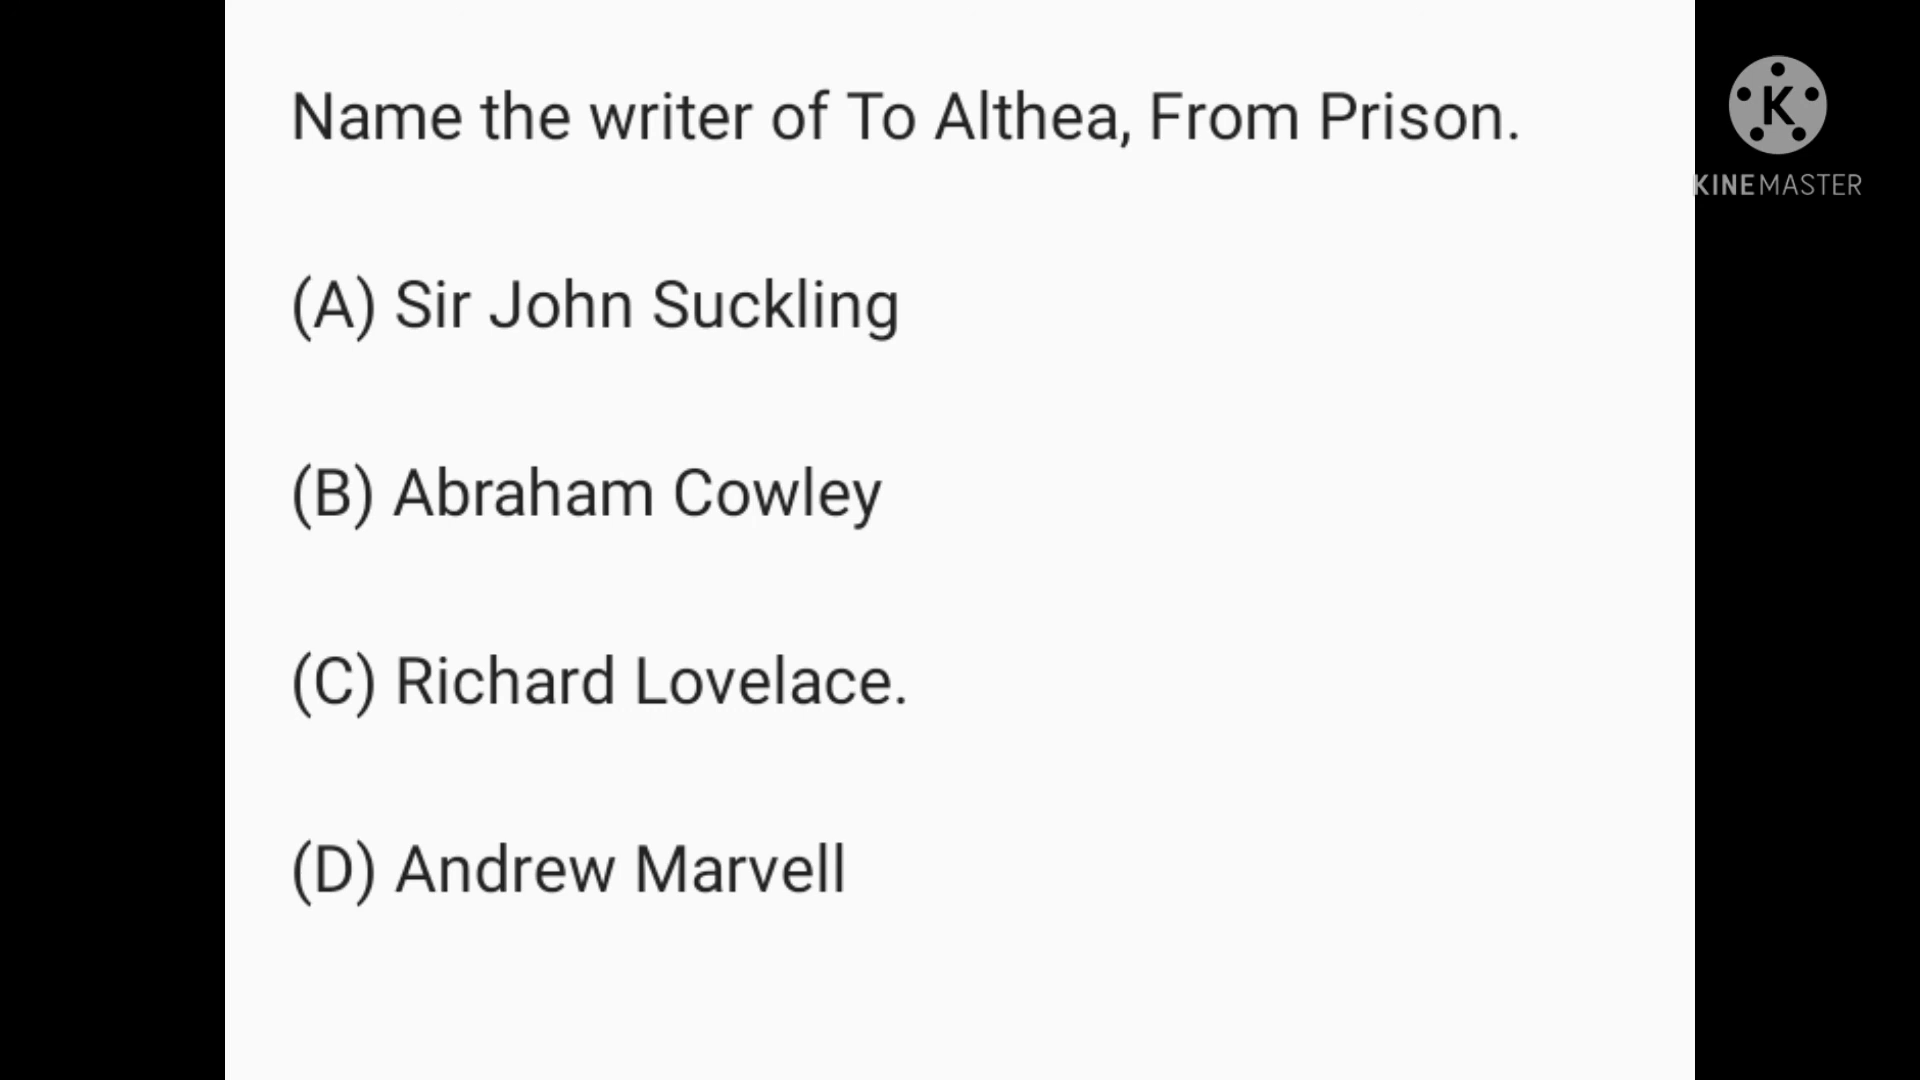 Name the writer of To Althea, From Prison.
(A) Sir John Suckling
(B) Abraham Cowley
(C) Richard Lovelace.
(D) Andrew Marvell
K
KINEMASTER